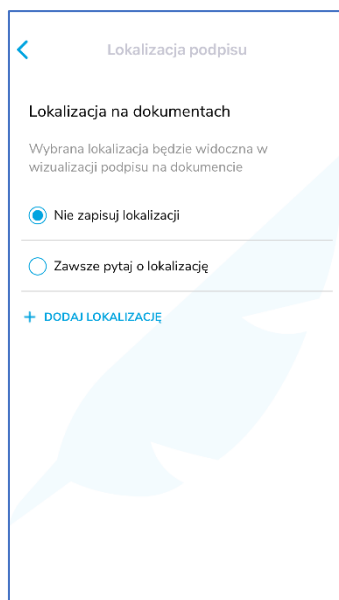 Lokalizacja podpisu
Lokalizacja na dokumentach
Wybrana lokalizacja będzie widoczna w
wizualizacji podpisu na dokumencie
Nie zapisuj lokalizacji
Zawsze pytaj o lokalizację
+ DODAJ LOKALIZACJĘ